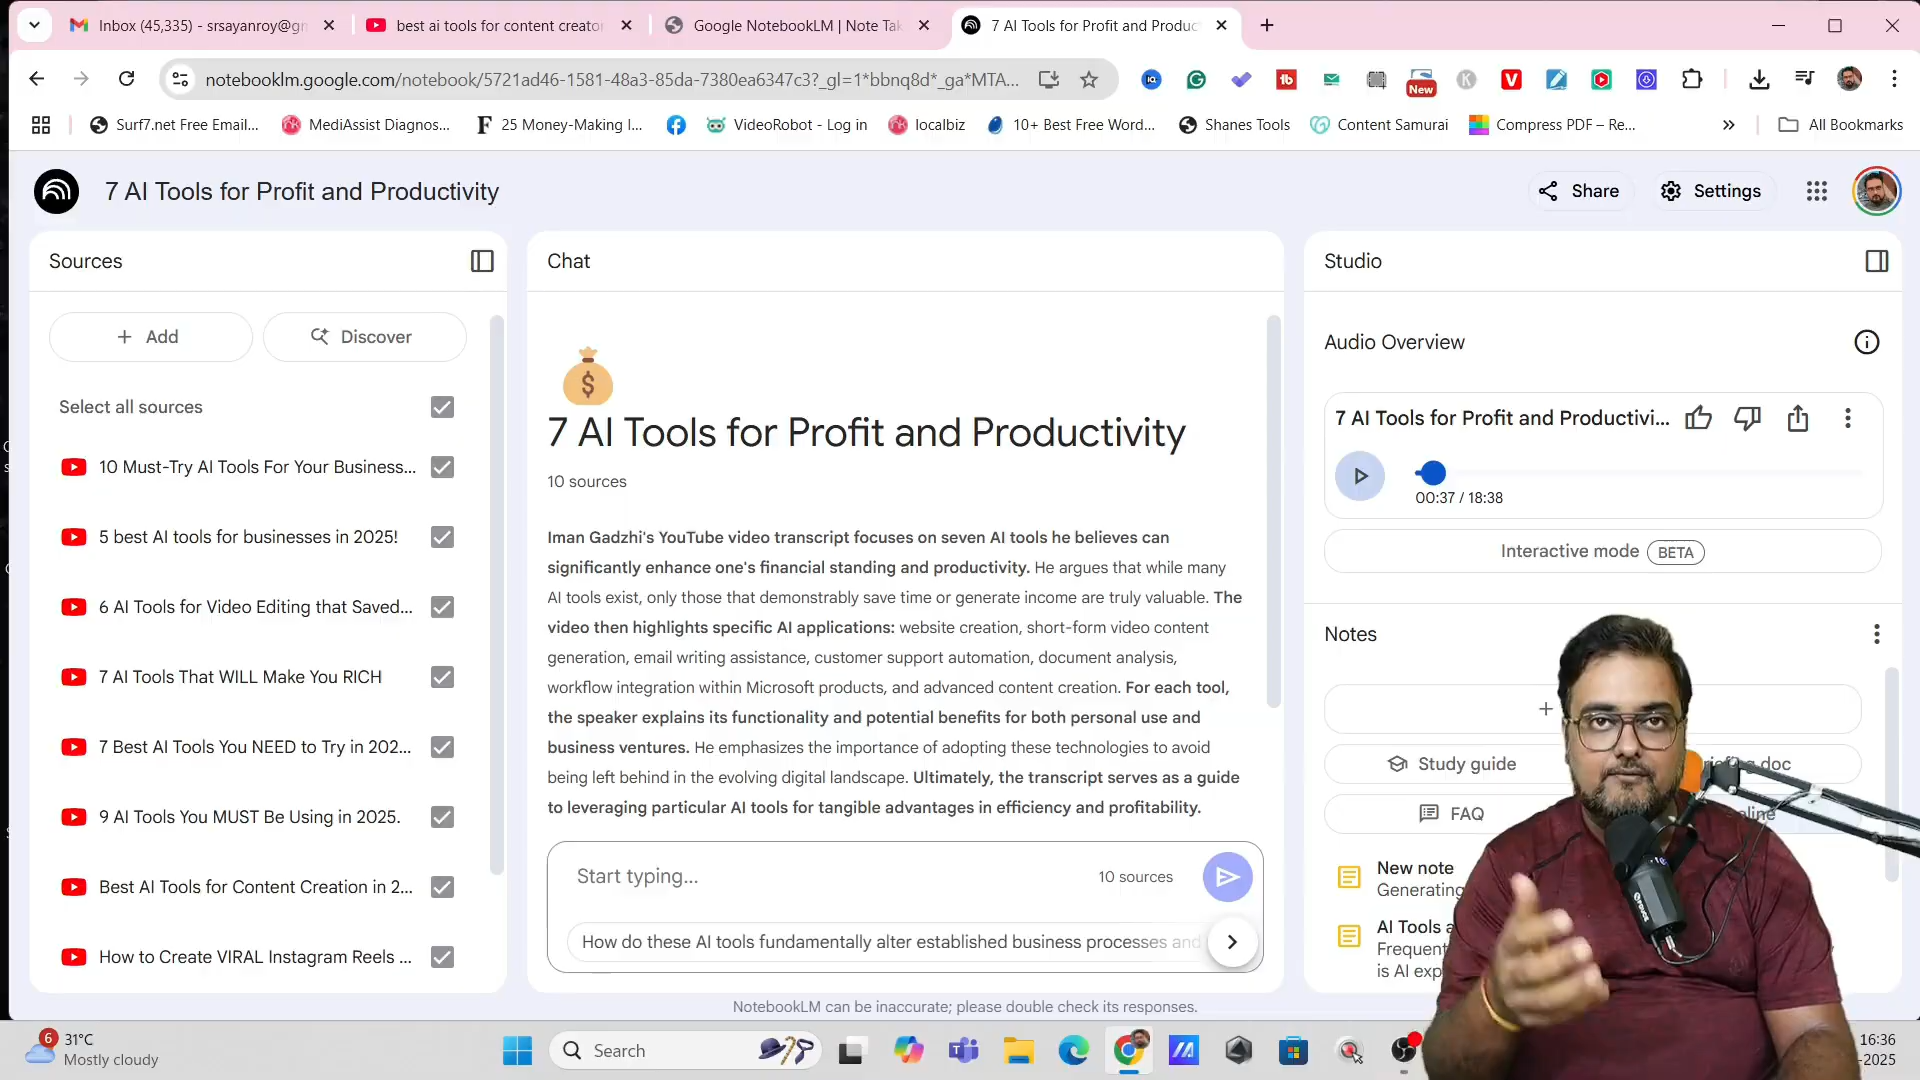 Inbox (45,335) - srsayanroy@gm
best ai tools for content creator
Google NotebookLM | Note Tak
7 AI Tools for Profit and Produc
notebooklm.google.com/notebook/5721ad46-1581-48a3-85da-7380ea6347c3?_gl=1*bbnq8d*_ga*MTA...
New
Surf7.net Free Email...
MediAssist Diagnos...
25 Money-Making I...
VideoRobot - Log in
localbiz
10+ Best Free Word...
Shanes Tools
Content Samurai
Compress PDF – Re...
All Bookmarks
7 AI Tools for Profit and Productivity
Share
Settings
Sources
Add
Discover
Select all sources
10 Must-Try AI Tools For Your Business...
5 best AI tools for businesses in 2025!
6 AI Tools for Video Editing that Saved...
7 AI Tools That WILL Make You RICH
7 Best AI Tools You NEED to Try in 202...
9 AI Tools You MUST Be Using in 2025.
Best AI Tools for Content Creation in 2...
How to Create VIRAL Instagram Reels ...
Chat
7 AI Tools for Profit and Productivity
10 sources
Iman Gadzhi's YouTube video transcript focuses on seven AI tools he believes can
significantly enhance one's financial standing and productivity. He argues that while many
AI tools exist, only those that demonstrably save time or generate income are truly valuable. The
video then highlights specific AI applications: website creation, short-form video content
generation, email writing assistance, customer support automation, document analysis,
workflow integration within Microsoft products, and advanced content creation. For each tool,
the speaker explains its functionality and potential benefits for both personal use and
business ventures. He emphasizes the importance of adopting these technologies to avoid
being left behind in the evolving digital landscape. Ultimately, the transcript serves as a guide
to leveraging particular AI tools for tangible advantages in efficiency and profitability.
Start typing...
10 sources
How do these AI tools fundamentally alter established business processes and
NotebookLM can be inaccurate; please double check its responses.
Studio
Audio Overview
7 AI Tools for Profit and Productivi...
00:37 / 18:38
Interactive mode BETA
Notes
Study guide
doc
FAQ
New note
Generating
AI Tools a
Frequent
is AI exp
6
31°C
Mostly cloudy
Search
16:36
-2025